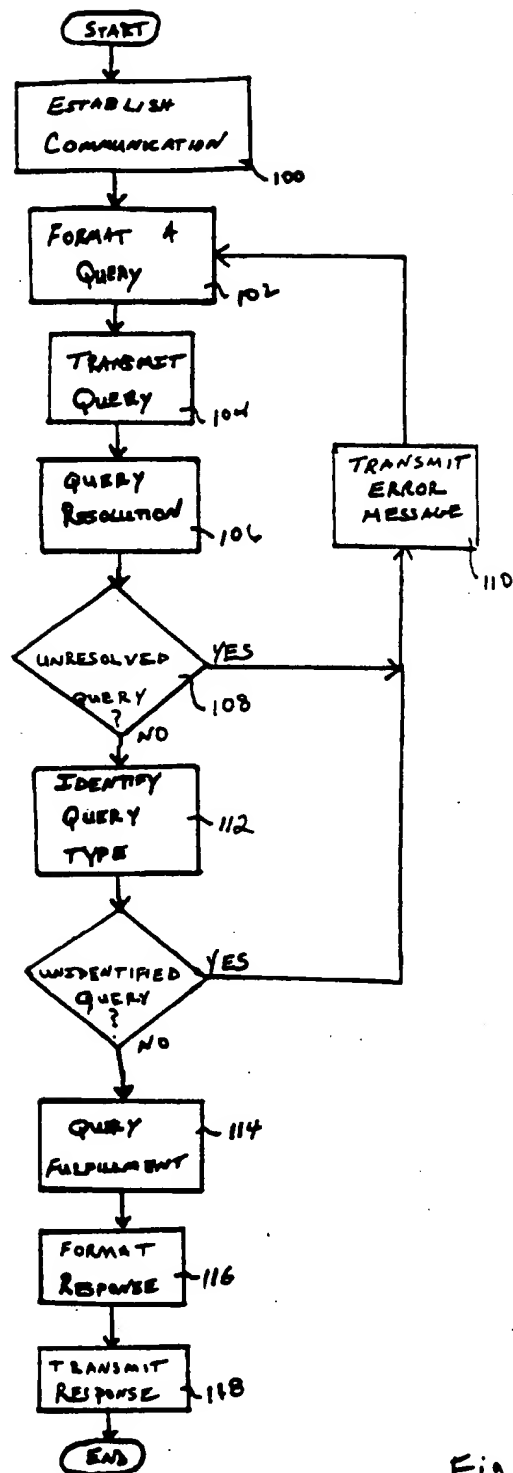 START
ESTABLISH
COMMUNICATION
100
FORMAT A
QUERY
102
TRANSMIT
QUERY
104
QUERY
RESOLUTION
106
TRANSMIT
ERROR
MESSAGE
110
UNRESOLVED
QUERY
?
108
YES
NO
IDENTIFY
QUERY
TYPE
112
UNIDENTIFIED
QUERY
?
YES
NO
QUERY
FULFILLMENT
114
FORMAT
RESPONSE
116
TRANSMIT
RESPONSE
118
END
Fig